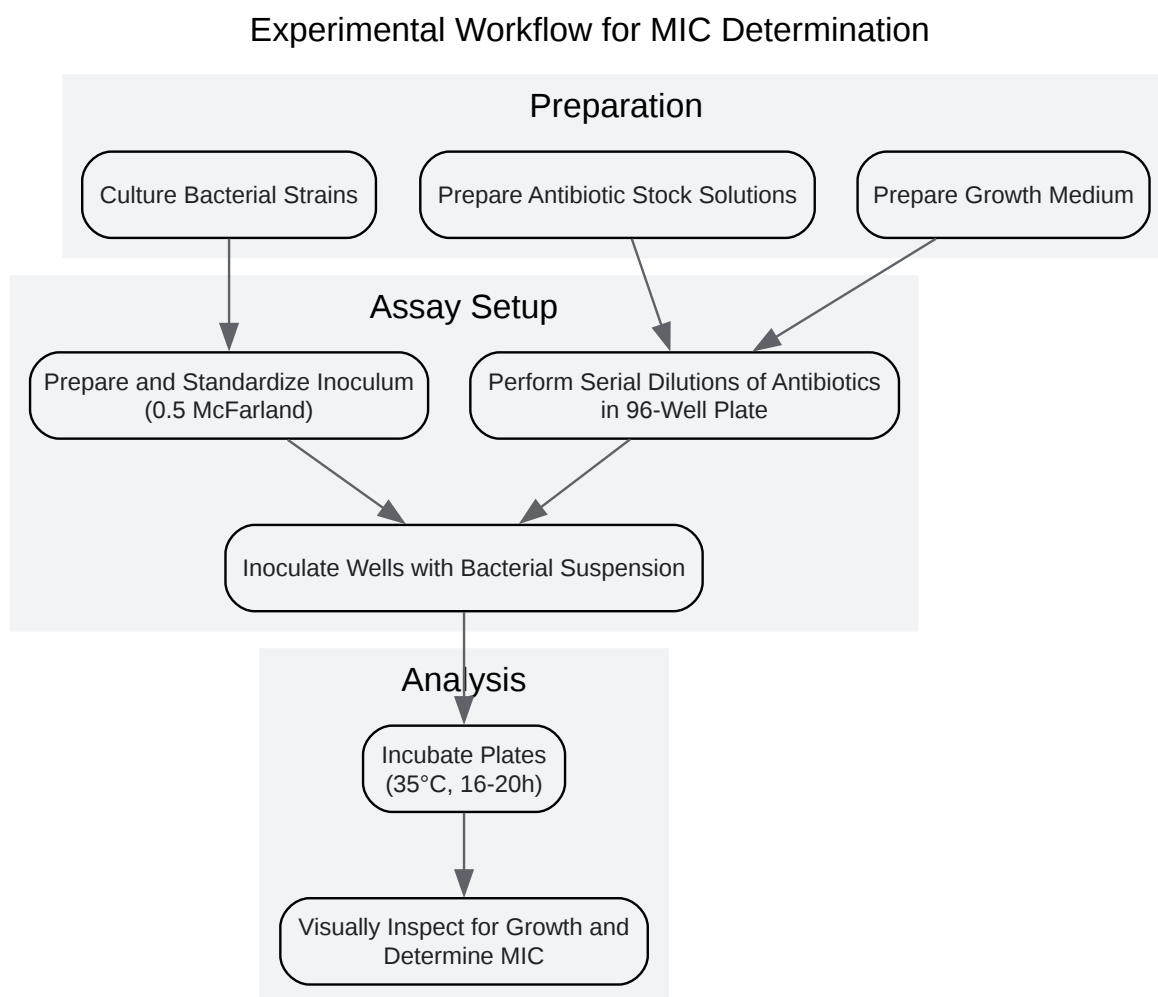 Experimental Workflow for MIC Determination
Preparation
Culture Bacterial Strains
Prepare Antibiotic Stock Solutions
Prepare Growth Medium
Assay Setup
Prepare and Standardize Inoculum
(0.5 McFarland)
Perform Serial Dilutions of Antibiotics
in 96-Well Plate
Inoculate Wells with Bacterial Suspension
Analysis
Incubate Plates
(35°C, 16-20h)
Visually Inspect for Growth and
Determine MIC